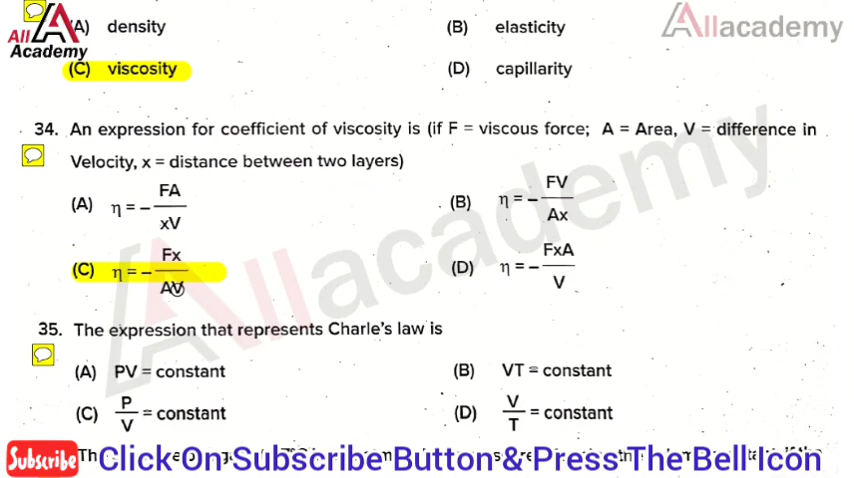 (A) density (B) elasticity
(C) viscosity (D) capillarity
34. An expression for coefficient of viscosity is (if F = viscous force; A = Area, V = difference in
Velocity, x = distance between two layers)
(A) η = – FA / xV (B) η = – FV / Ax
(C) η = – Fx / AV (D) η = – FxA / V
35. The expression that represents Charle's law is
(A) PV = constant (B) VT = constant
(C) P / V = constant (D) V / T = constant
Subscribe Click On Subscribe Button & Press The Bell Icon
All Academy
Allacademy
Allacademy